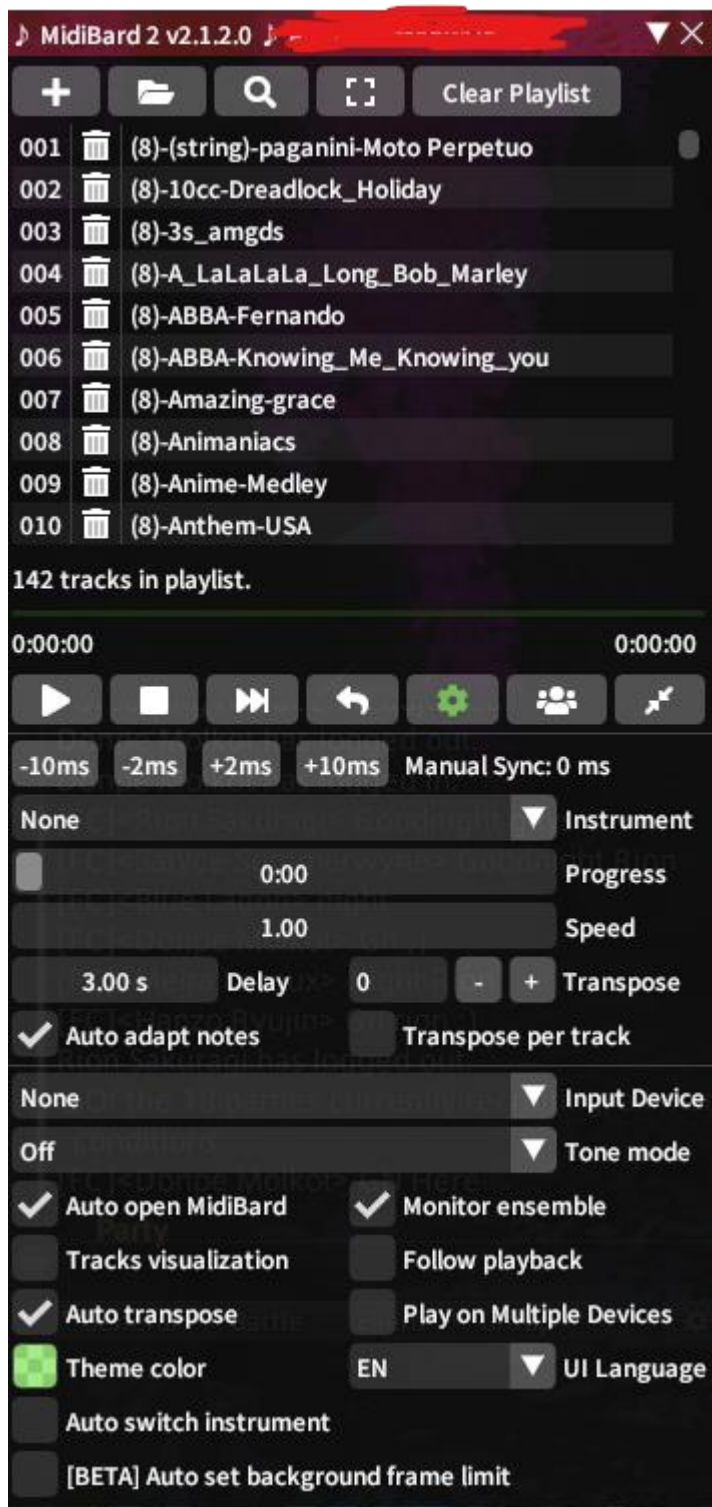 ♪ MidiBard 2 v2.1.2.0 ♪
Clear Playlist
001 (8)-(string)-paganini-Moto Perpetuo
002 (8)-10cc-Dreadlock_Holiday
003 (8)-3s_amgds
004 (8)-A_LaLaLaLa_Long_Bob_Marley
005 (8)-ABBA-Fernando
006 (8)-ABBA-Knowing_Me_Knowing_you
007 (8)-Amazing-grace
008 (8)-Animaniacs
009 (8)-Anime-Medley
010 (8)-Anthem-USA
142 tracks in playlist.
0:00:00 0:00:00
-10ms -2ms +2ms +10ms Manual Sync: 0 ms
None Instrument
0:00 Progress
1.00 Speed
3.00 s Delay 0 - + Transpose
Auto adapt notes Transpose per track
None Input Device
Off Tone mode
Auto open MidiBard Monitor ensemble
Party
Tracks visualization Follow playback
Auto transpose Play on Multiple Devices
Theme color EN UI Language
Auto switch instrument
[BETA] Auto set background frame limit